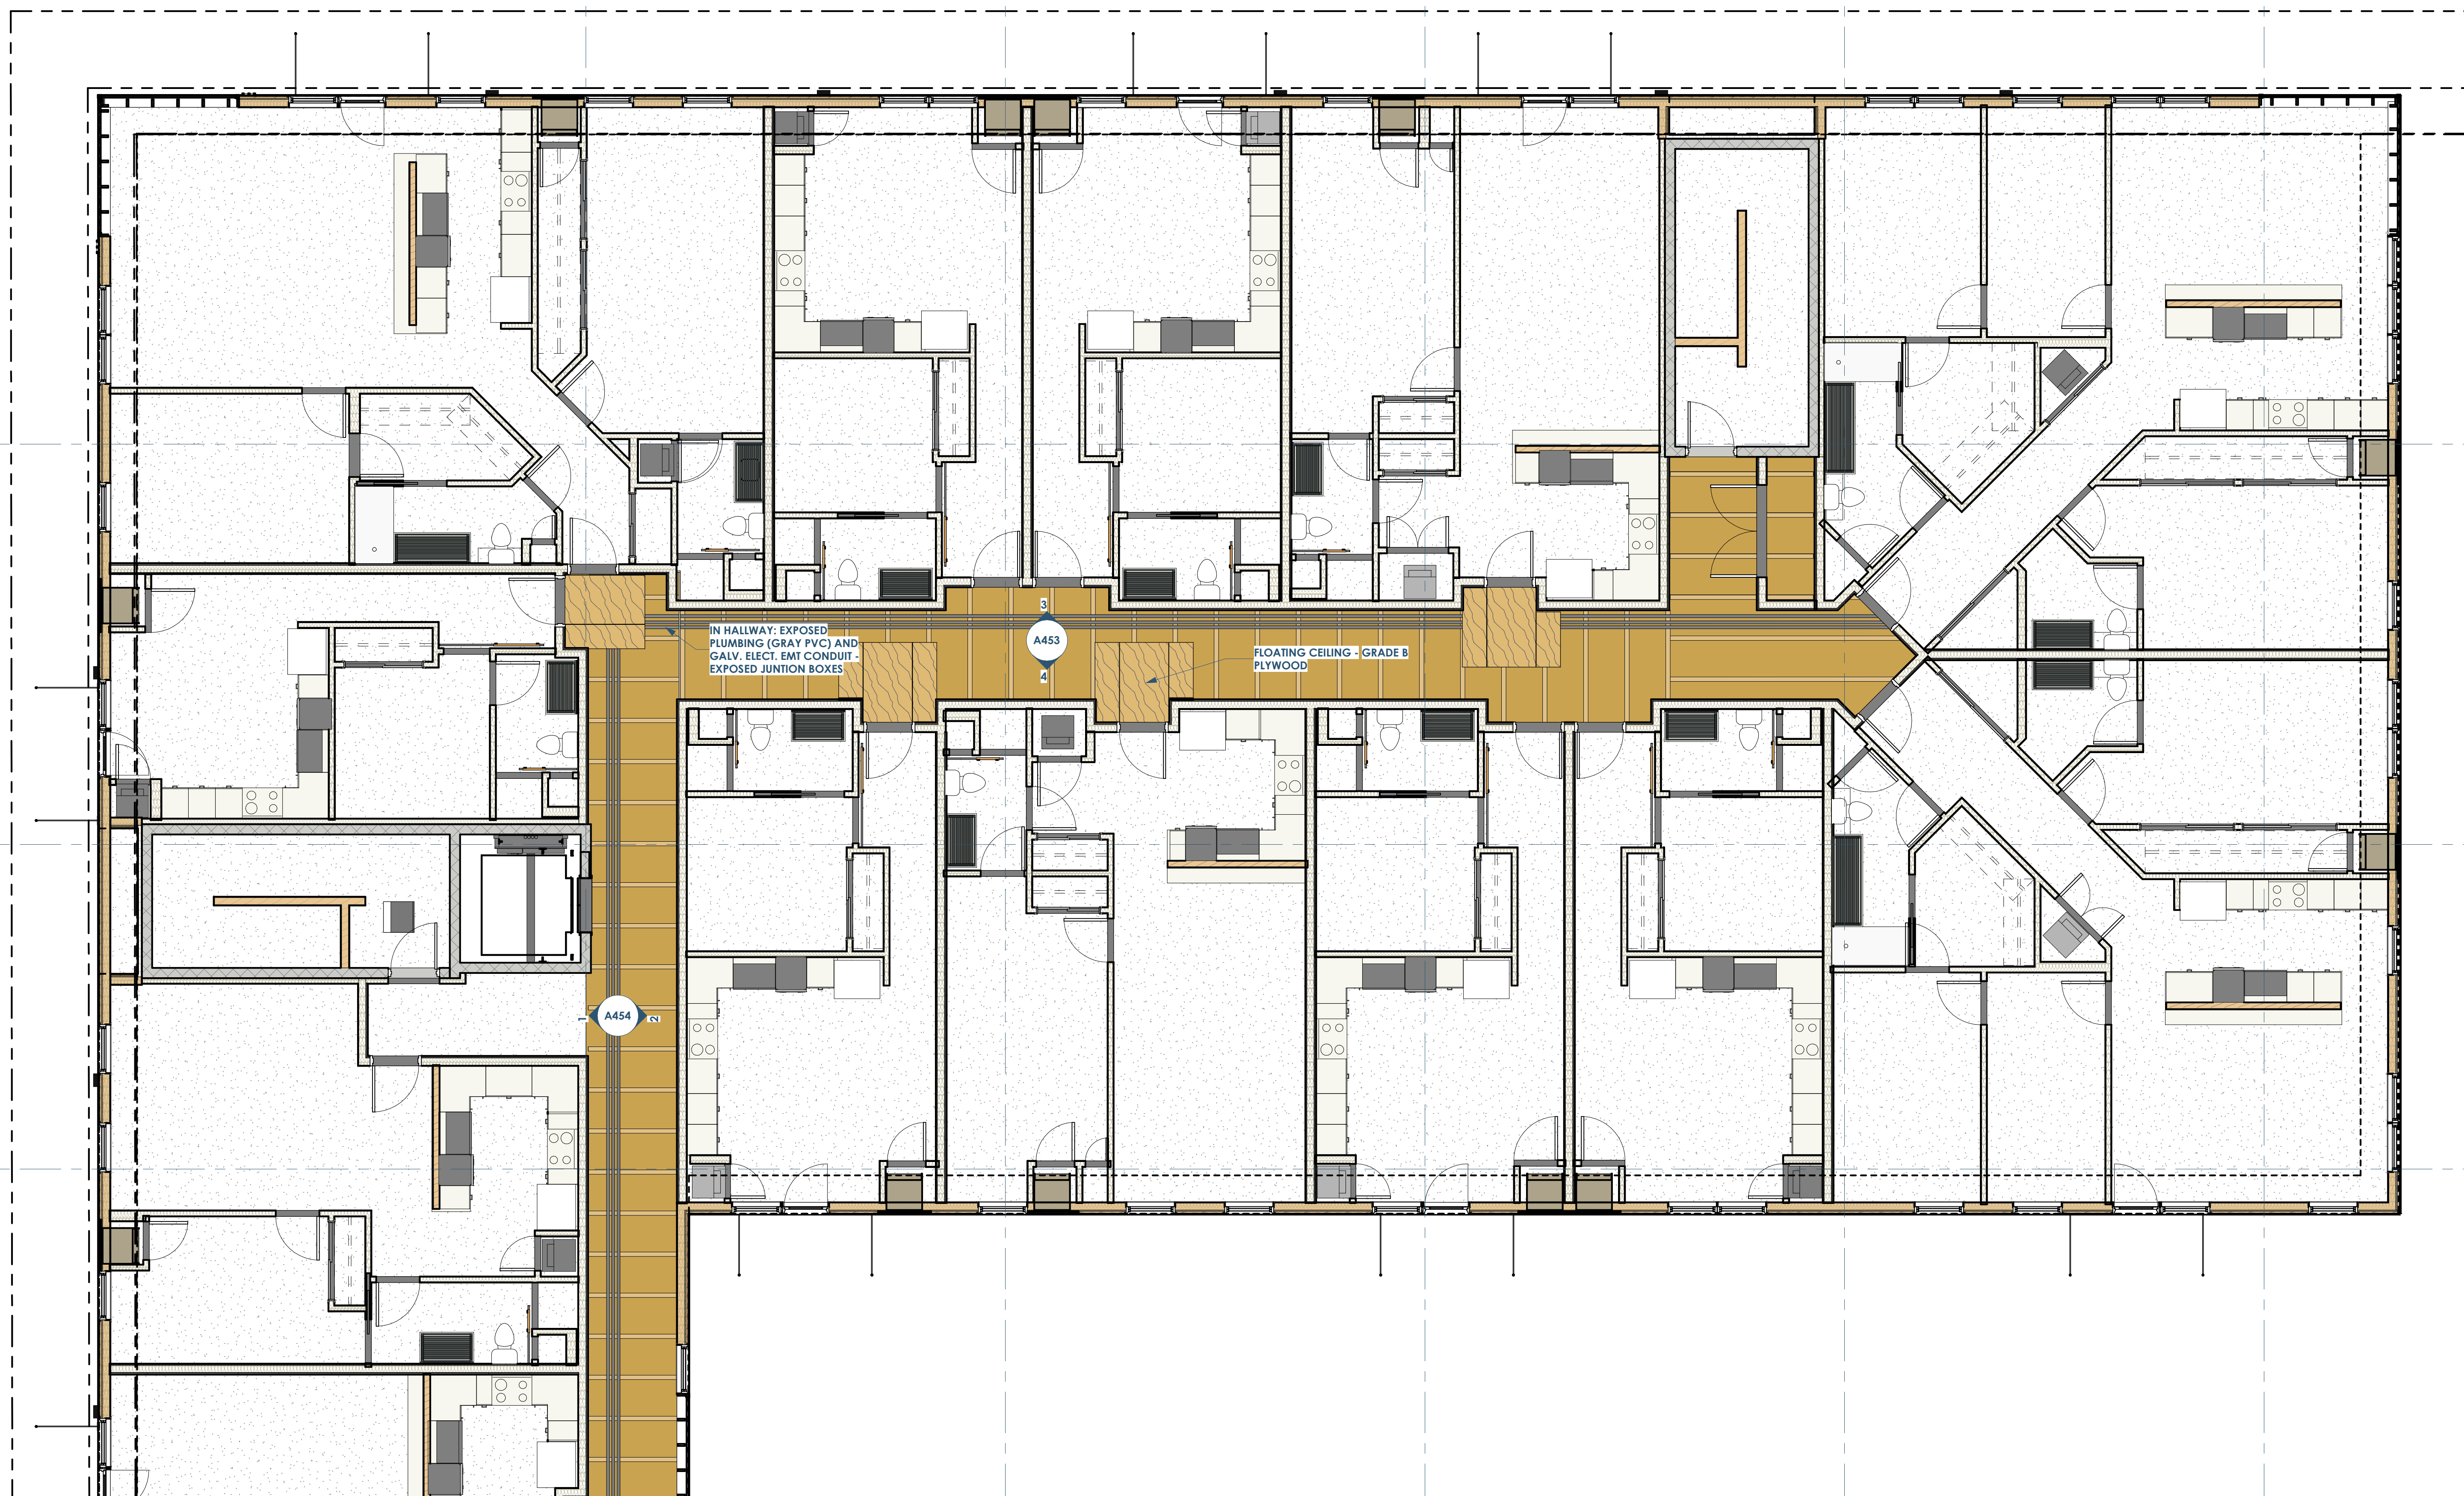 3
A453
4
IN HALLWAY: EXPOSED
PLUMBING (GRAY PVC) AND
GALV. ELECT. EMT CONDUIT -
EXPOSED JUNTION BOXES
FLOATING CEILING - GRADE B
PLYWOOD
1
A454
2